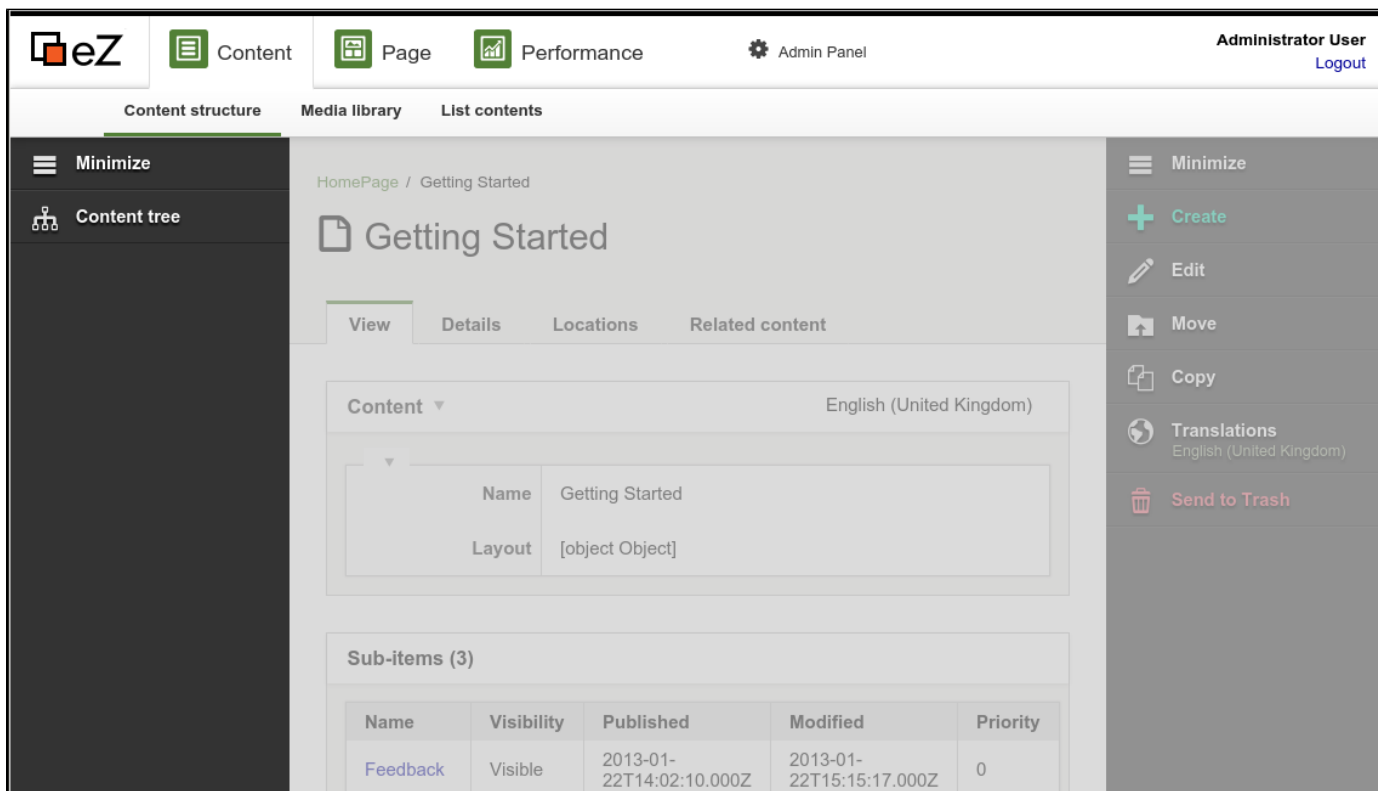 eZ Content Page Performance Admin Panel Administrator User
Logout
Content structure Media library List contents
Minimize
Content tree
HomePage / Getting Started
Getting Started
View Details Locations Related content
Content English (United Kingdom)
Name Getting Started
Layout [object Object]
Sub-items (3)
Name Visibility Published Modified Priority
Feedback Visible 2013-01-22T14:02:10.000Z 2013-01-22T15:15:17.000Z 0
Minimize
Create
Edit
Move
Copy
Translations
English (United Kingdom)
Send to Trash